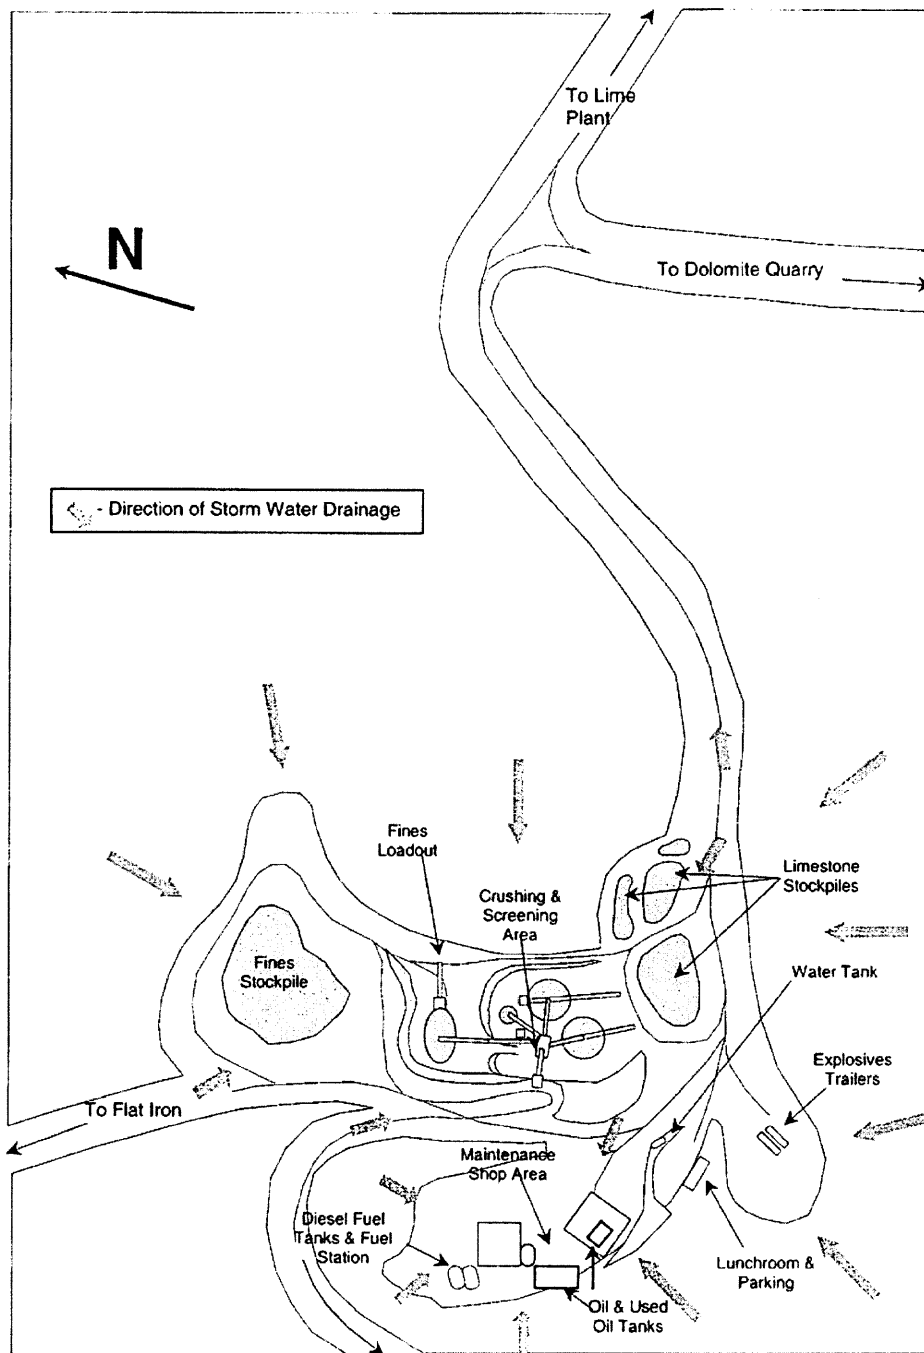 To Lime
Plant
N
To Dolomite Quarry
- Direction of Storm Water Drainage
Fines
Loadout
Crushing &
Screening
Area
Limestone
Stockpiles
Fines
Stockpile
Water Tank
Explosives
Trailers
To Flat Iron
Maintenance
Shop Area
Diesel Fuel
Tanks & Fuel
Station
Lunchroom &
Parking
Oil & Used
Oil Tanks